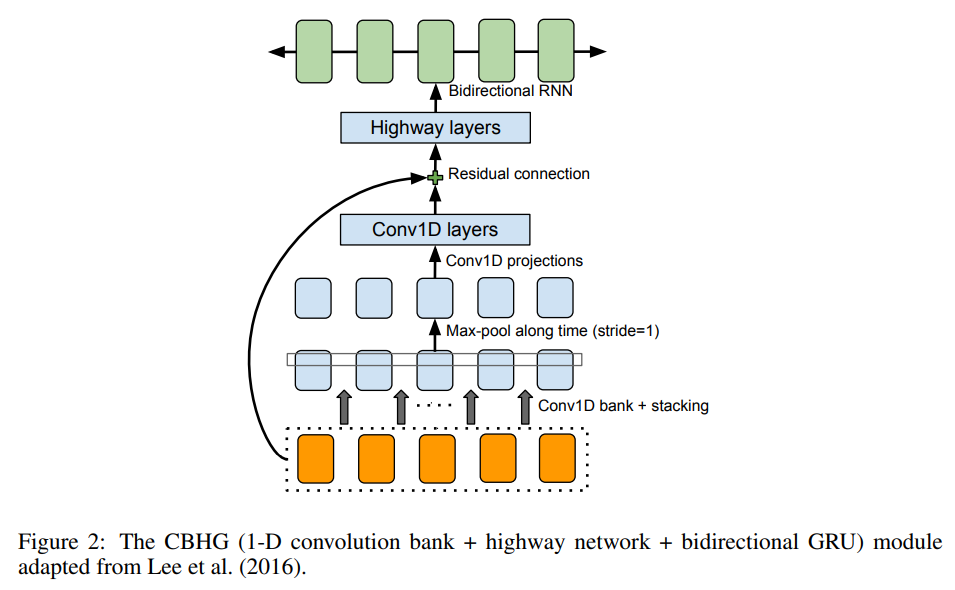 Bidirectional RNN
Highway layers
Residual connection
Conv1D layers
Conv1D projections
Max-pool along time (stride=1)
Conv1D bank + stacking
Figure 2: The CBHG (1-D convolution bank + highway network + bidirectional GRU) module
adapted from Lee et al. (2016).